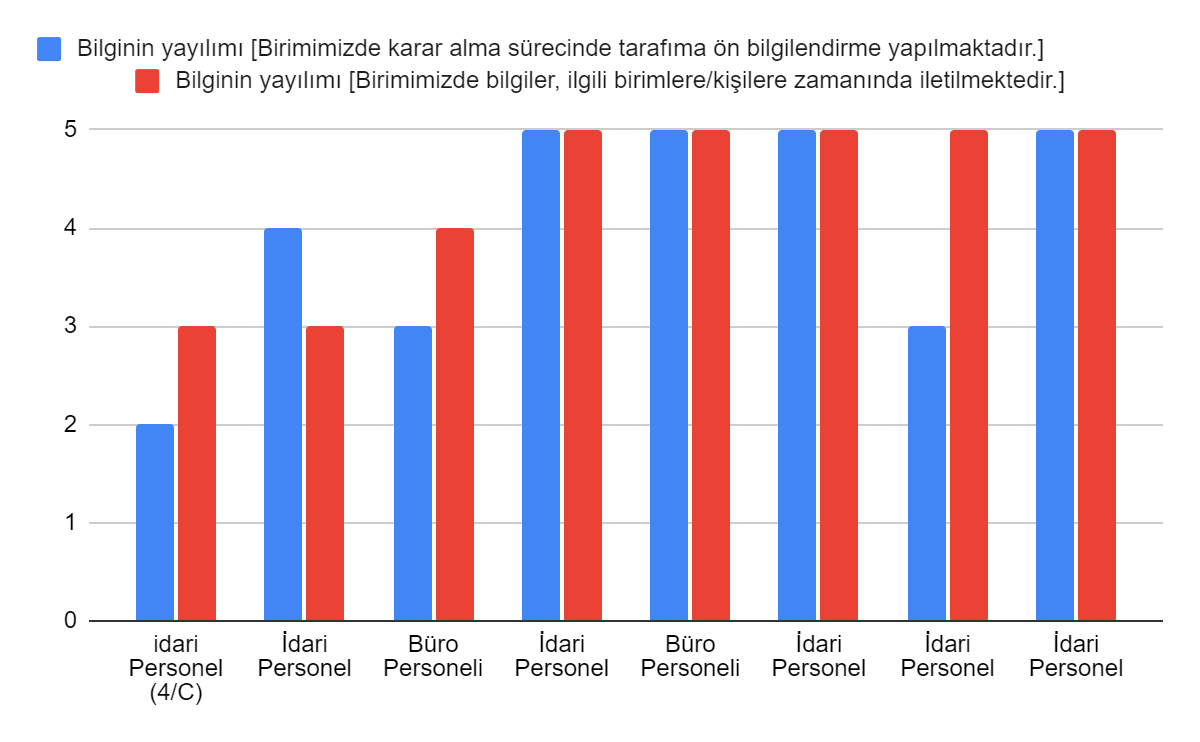 Bilginin yayılımı [Birimimizde karar alma sürecinde tarafıma ön bilgilendirme yapılmaktadır.]
Bilginin yayılımı [Birimimizde bilgiler, ilgili birimlere/kişilere zamanında iletilmektedir.]
5
4
3
2
1
0
idari
Personel
(4/C)
İdari
Personel
Büro
Personeli
İdari
Personel
Büro
Personeli
İdari
Personel
İdari
Personel
İdari
Personel